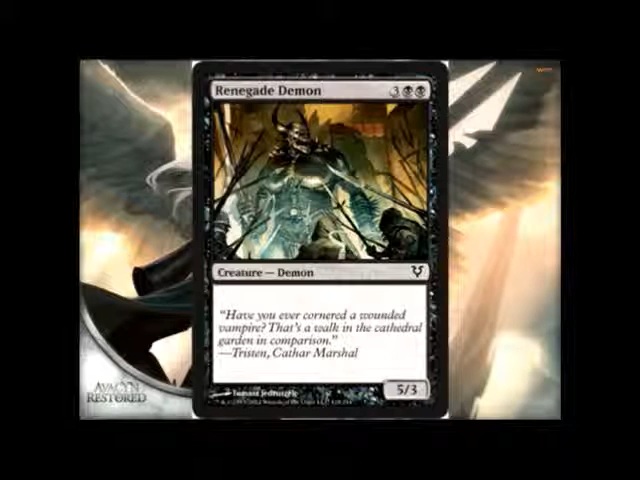 Renegade Demon 3
Creature — Demon
"Have you ever cornered a wounded
vampire? That's a walk in the cathedral
garden in comparison."
—Tristen, Cathar Marshal
5/3
AVACYN
RESTORED